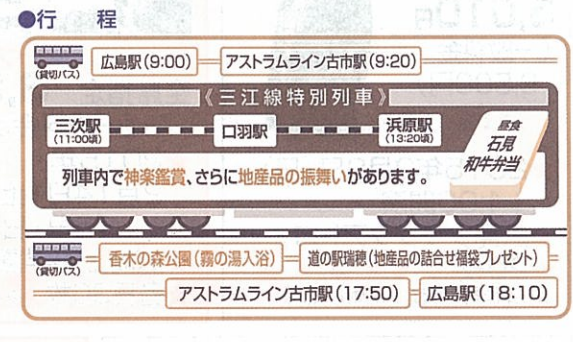 ●行 程
(貸切バス) 広島駅(9:00) アストラムライン古市駅(9:20)
《三江線特別列車》
三次駅 口羽駅 浜原駅
(11:00頃) (13:20頃)
昼食
石見
和牛弁当
列車内で神楽鑑賞、さらに地産品の振舞いがあります。
(貸切バス) 香木の森公園(霧の湯入浴) 道の駅瑞穂(地産品の詰合せ福袋プレゼント)
アストラムライン古市駅(17:50) 広島駅(18:10)